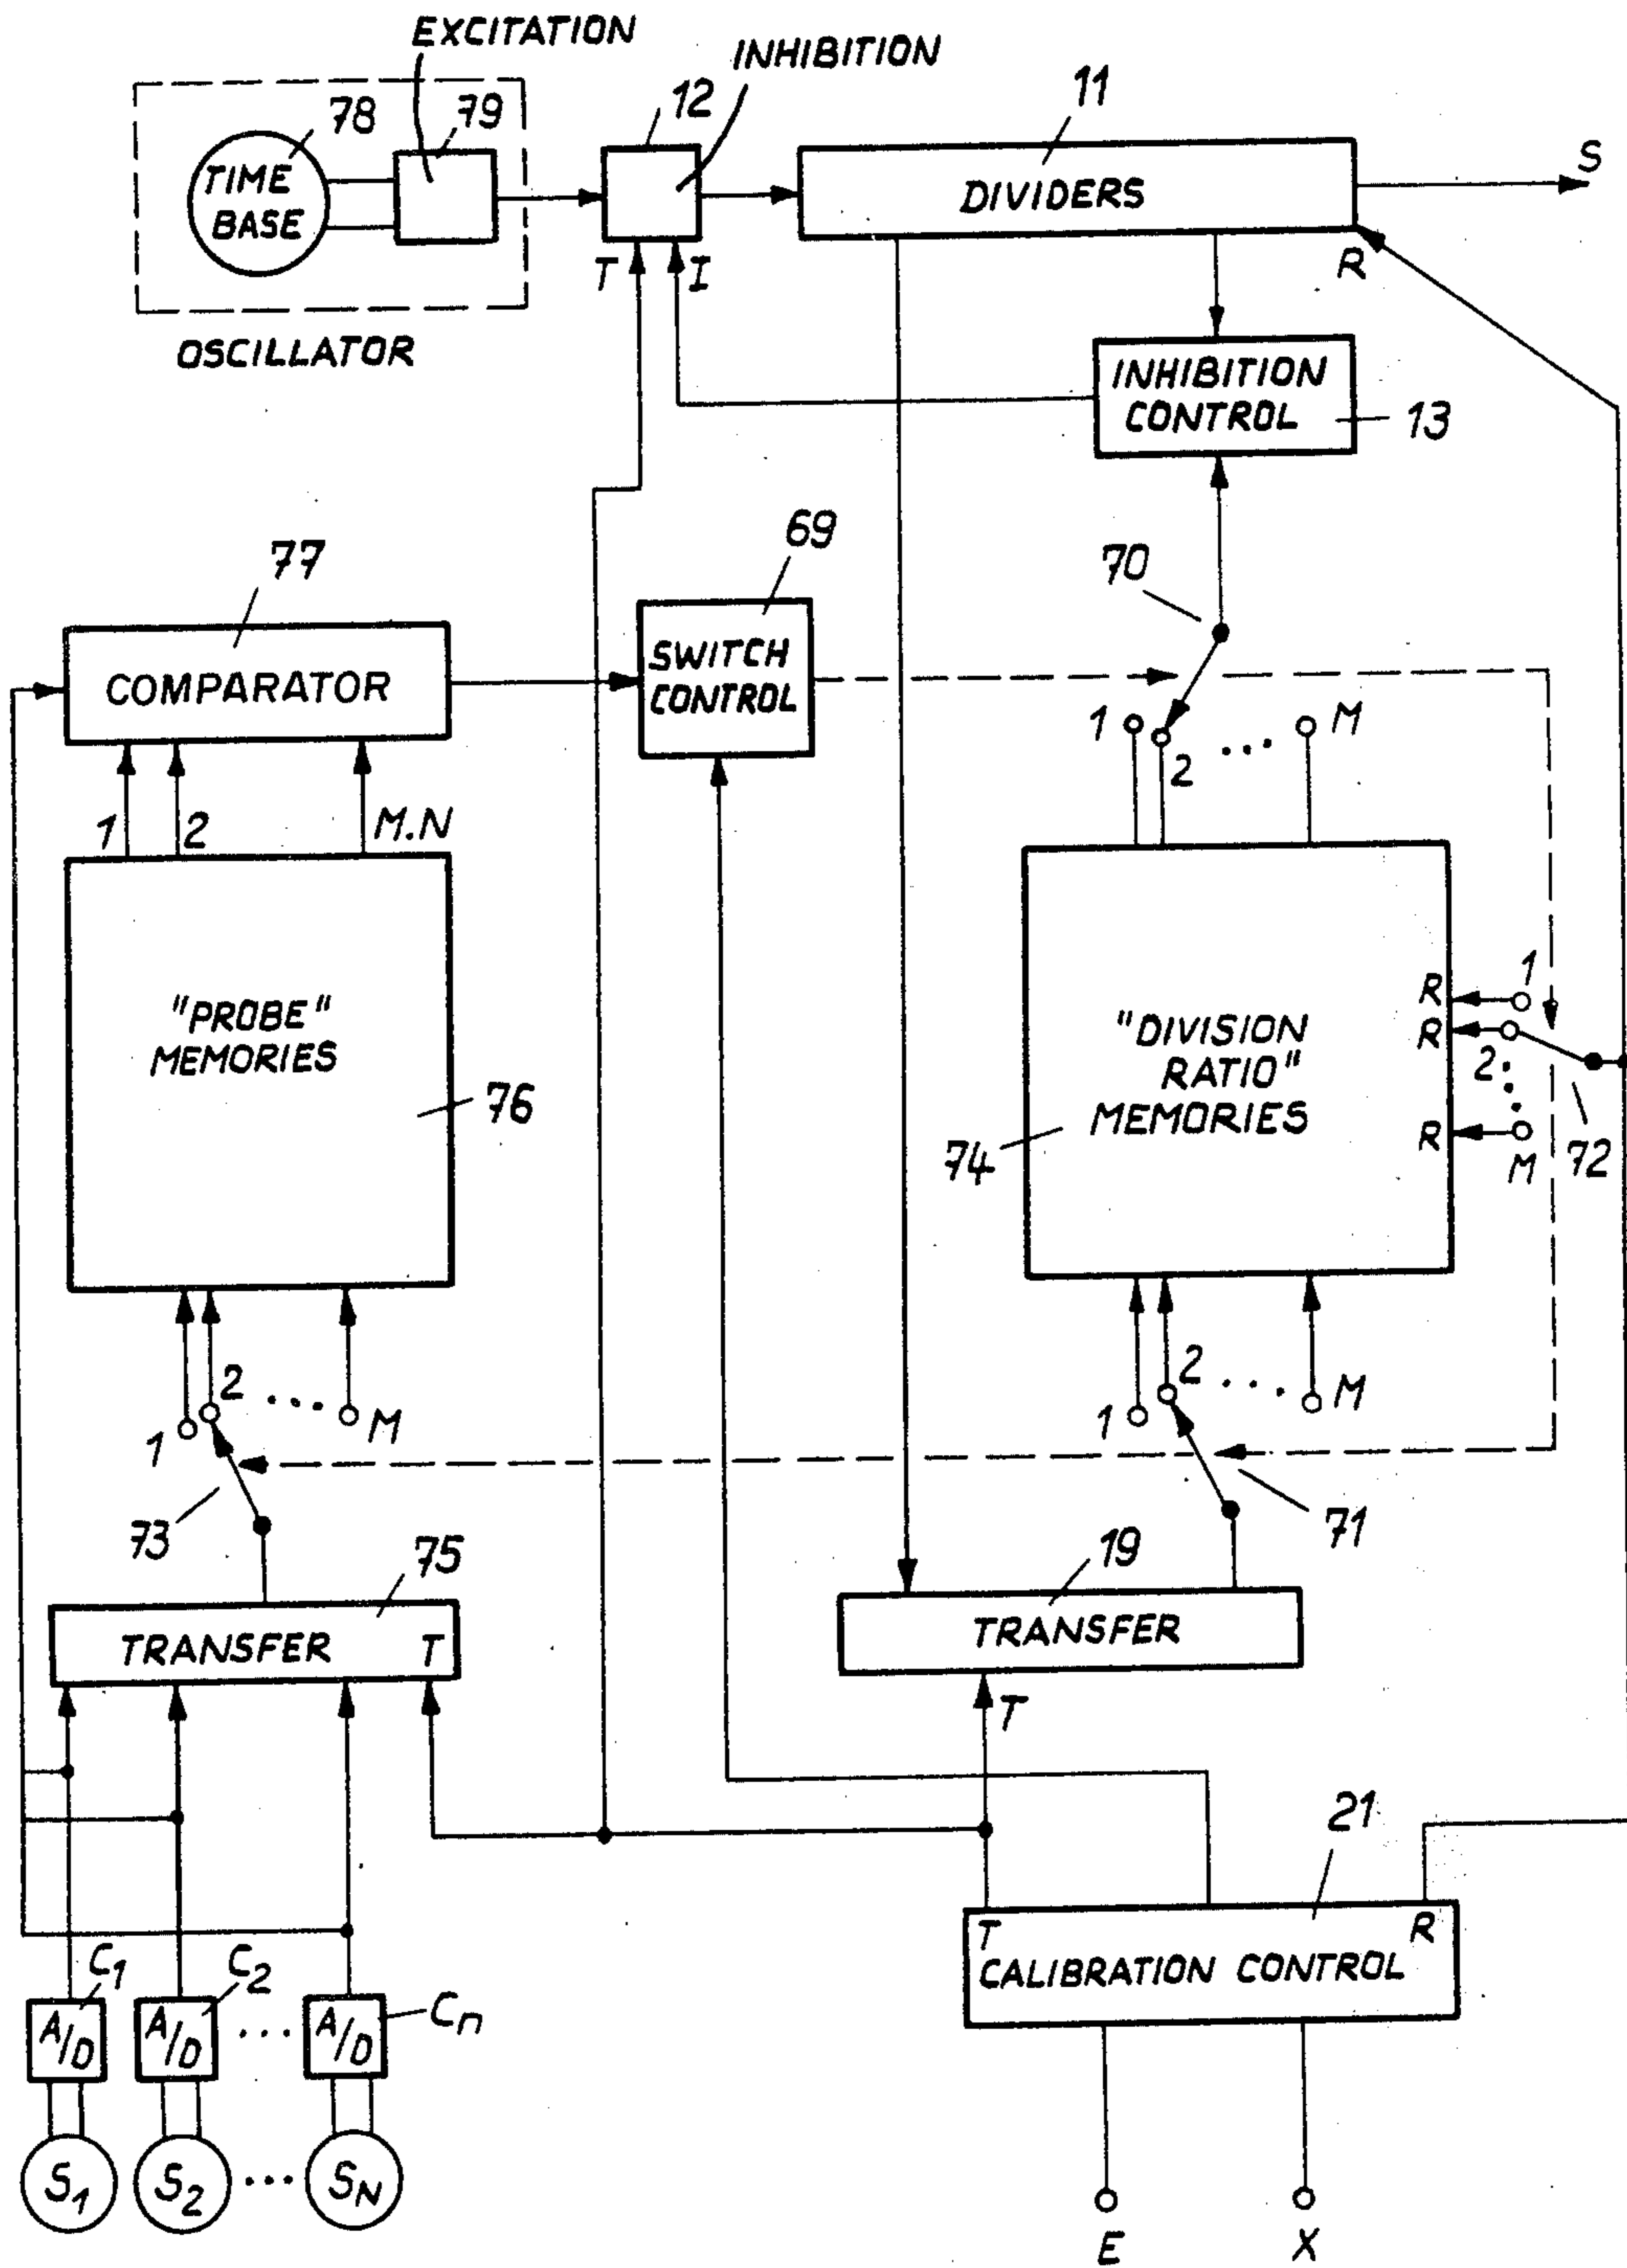 EXCITATION
INHIBITION
78
79
12
11
TIME
BASE
DIVIDERS
S
T
I
R
OSCILLATOR
INHIBITION
CONTROL
13
77
69
70
COMPARATOR
SWITCH
CONTROL
1
2
...
M
1
2
M.N
"PROBE"
MEMORIES
76
"DIVISION
RATIO"
MEMORIES
74
R
1
R
2
...
R
M
72
1
2
...
M
1
2
...
M
73
75
71
19
TRANSFER
T
TRANSFER
T
21
T
R
CALIBRATION CONTROL
C1
C2
Cn
A/D
A/D
...
A/D
S1
S2
...
SN
E
X